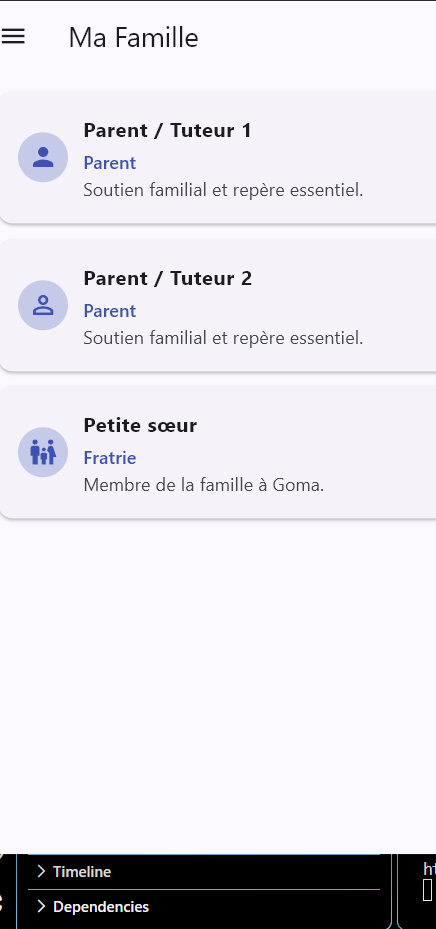 Ma Famille
Parent / Tuteur 1
Parent
Soutien familial et repère essentiel.
Parent / Tuteur 2
Parent
Soutien familial et repère essentiel.
Petite sœur
Fratrie
Membre de la famille à Goma.
Timeline
Dependencies